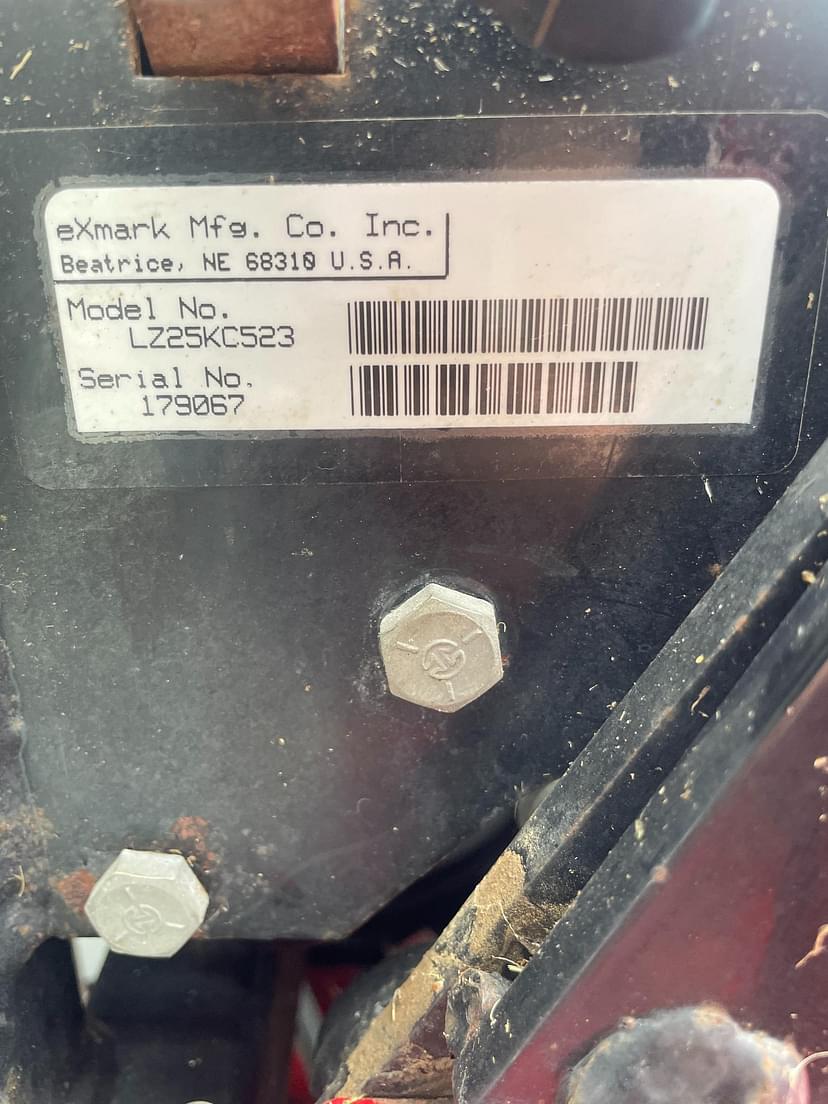 eXmark Mfg. Co. Inc.
Beatrice, NE 68310 U.S.A.
Model No.
LZ25KC523
Serial No.
179067